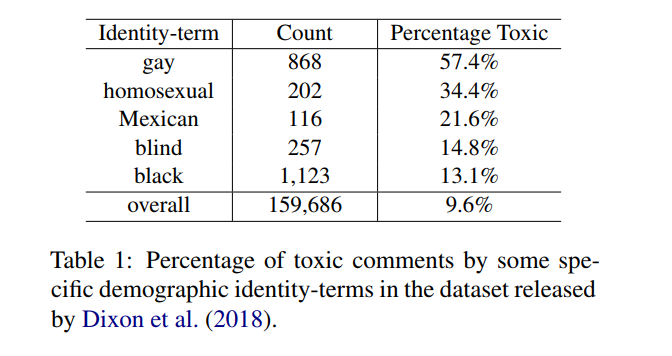 Identity-term Count Percentage Toxic
gay 868 57.4%
homosexual 202 34.4%
Mexican 116 21.6%
blind 257 14.8%
black 1,123 13.1%
overall 159,686 9.6%
Table 1: Percentage of toxic comments by some spe-
cific demographic identity-terms in the dataset released
by Dixon et al. (2018).